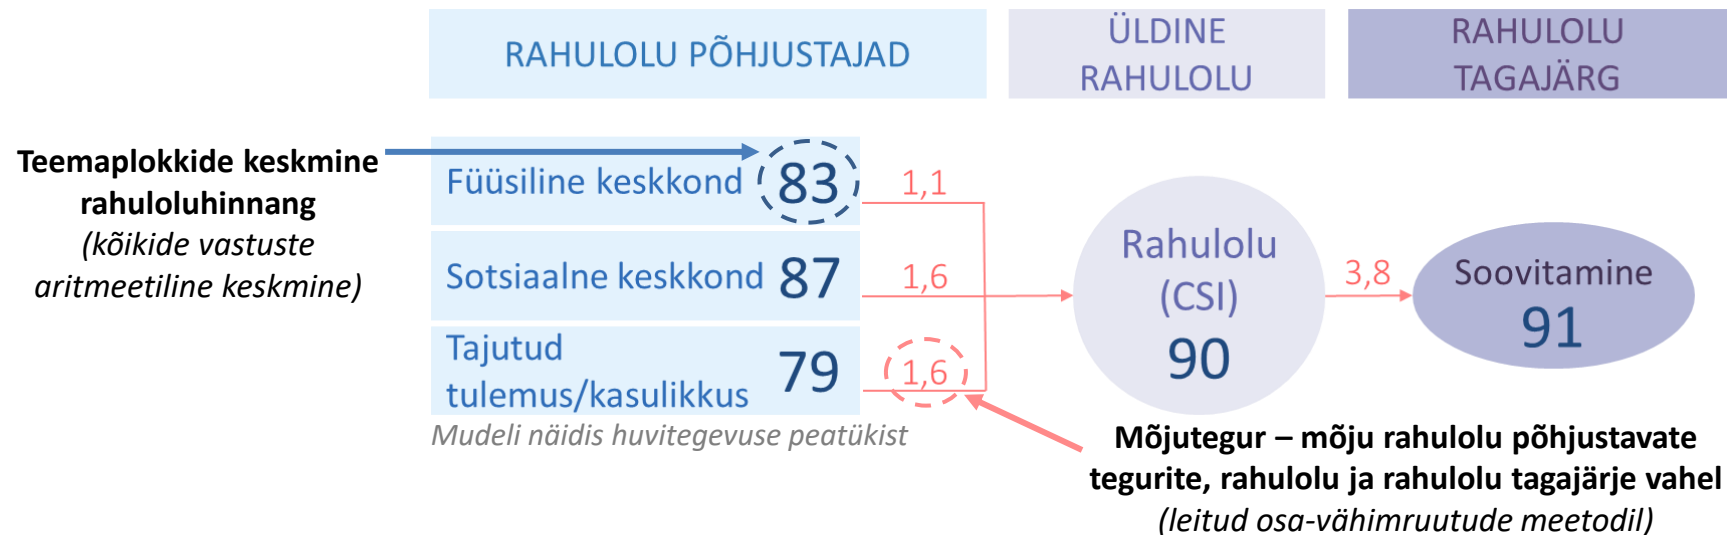 RAHULOLU PÕHJUSTAJAD
ÜLDINE
RAHULOLU
RAHULOLU
TAGAJÄRG
Teemaplokkide keskmine
rahuloluhinnang
(kõikide vastuste
aritmeetiline keskmine)
Füüsiline keskkond 83
1,1
Sotsiaalne keskkond 87
1,6
Tajutud
tulemus/kasulikkus 79
1,6
Mudeli näidis huvitegevuse peatükist
Rahulolu
(CSI)
90
3,8
Soovitamine
91
Mõjutegur – mõju rahulolu põhjustavate
tegurite, rahulolu ja rahulolu tagajärje vahel
(leitud osa-vähimruutude meetodil)